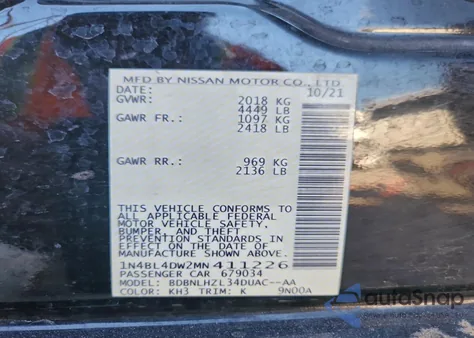 MFD BY NISSAN MOTOR CO., LTD
DATE: 10/21
GVWR: 2018 KG
4449 LB
GAWR FR.: 1097 KG
2418 LB
GAWR RR.: 969 KG
2136 LB
THIS VEHICLE CONFORMS TO
ALL APPLICABLE FEDERAL
MOTOR VEHICLE SAFETY,
BUMPER, AND THEFT
PREVENTION STANDARDS IN
EFFECT ON THE DATE OF
MANUFACTURE SHOWN ABOVE.
1N4BL4DW2MN411226
PASSENGER CAR 679034
MODEL: BDBNLHZL34DUAC--AA
COLOR: KH3 TRIM: K 9N00A
AutoSnap